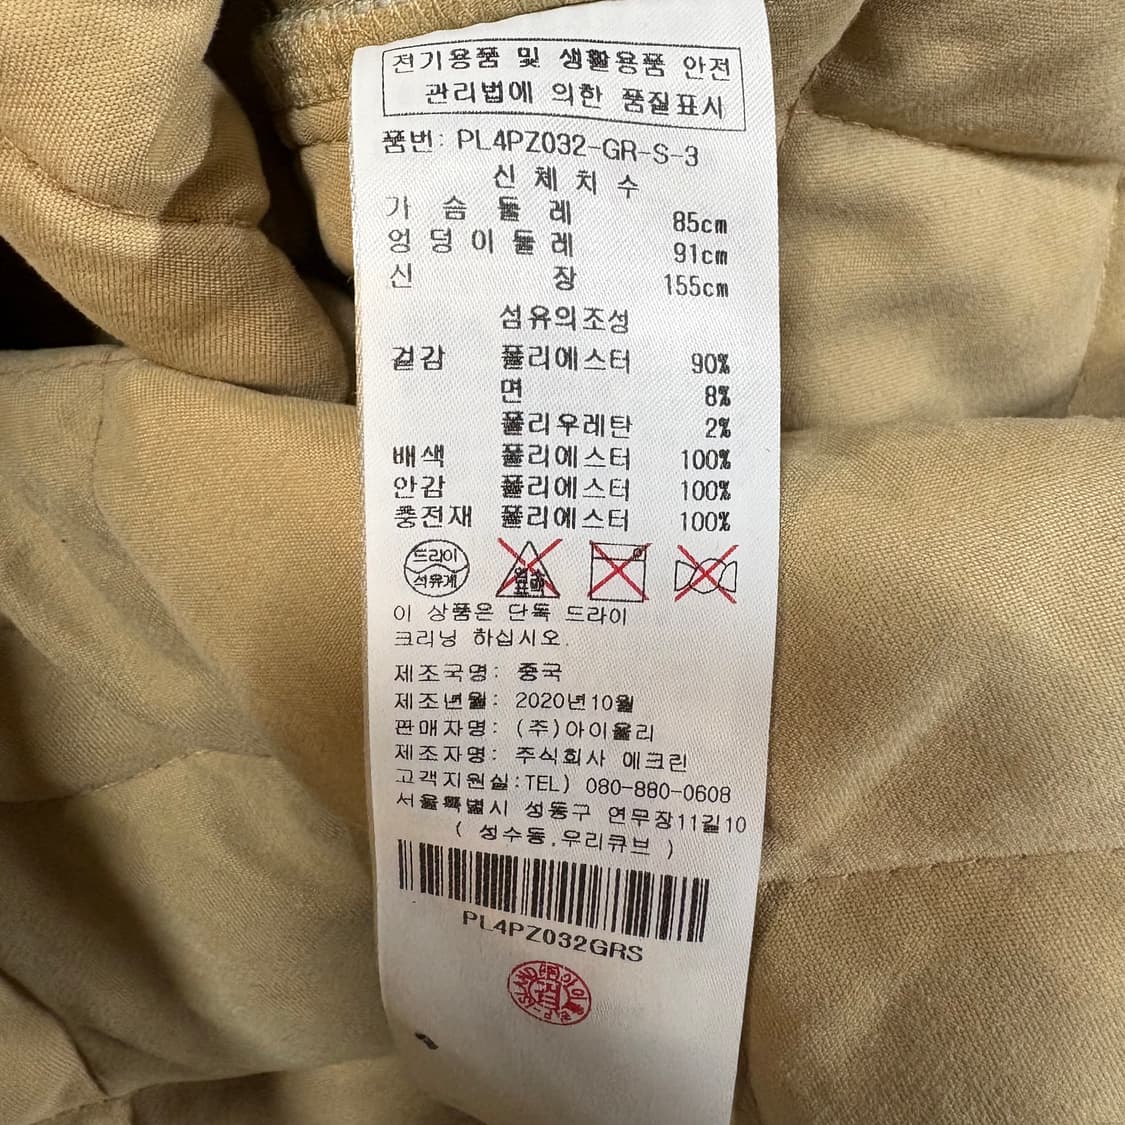 전기용품 및 생활용품 안전
관리법에 의한 품질표시
품번: PL4PZ032-GR-S-3
신체치수
가슴둘레 85cm
엉덩이둘레 91cm
신장 155cm
섬유의조성
겉감 폴리에스터 90%
면 8%
폴리우레탄 2%
배색 폴리에스터 100%
안감 폴리에스터 100%
충전재 폴리에스터 100%
드라이
석유계
이 상품은 단독 드라이
크리닝 하십시오.
제조국명: 중국
제조년월: 2020년10월
판매자명: (주)아이올리
제조자명: 주식회사 에크린
고객지원실:TEL) 080-880-0608
서울특별시 성동구 연무장11길10
( 성수동,우리큐브 )
PL4PZ032GRS